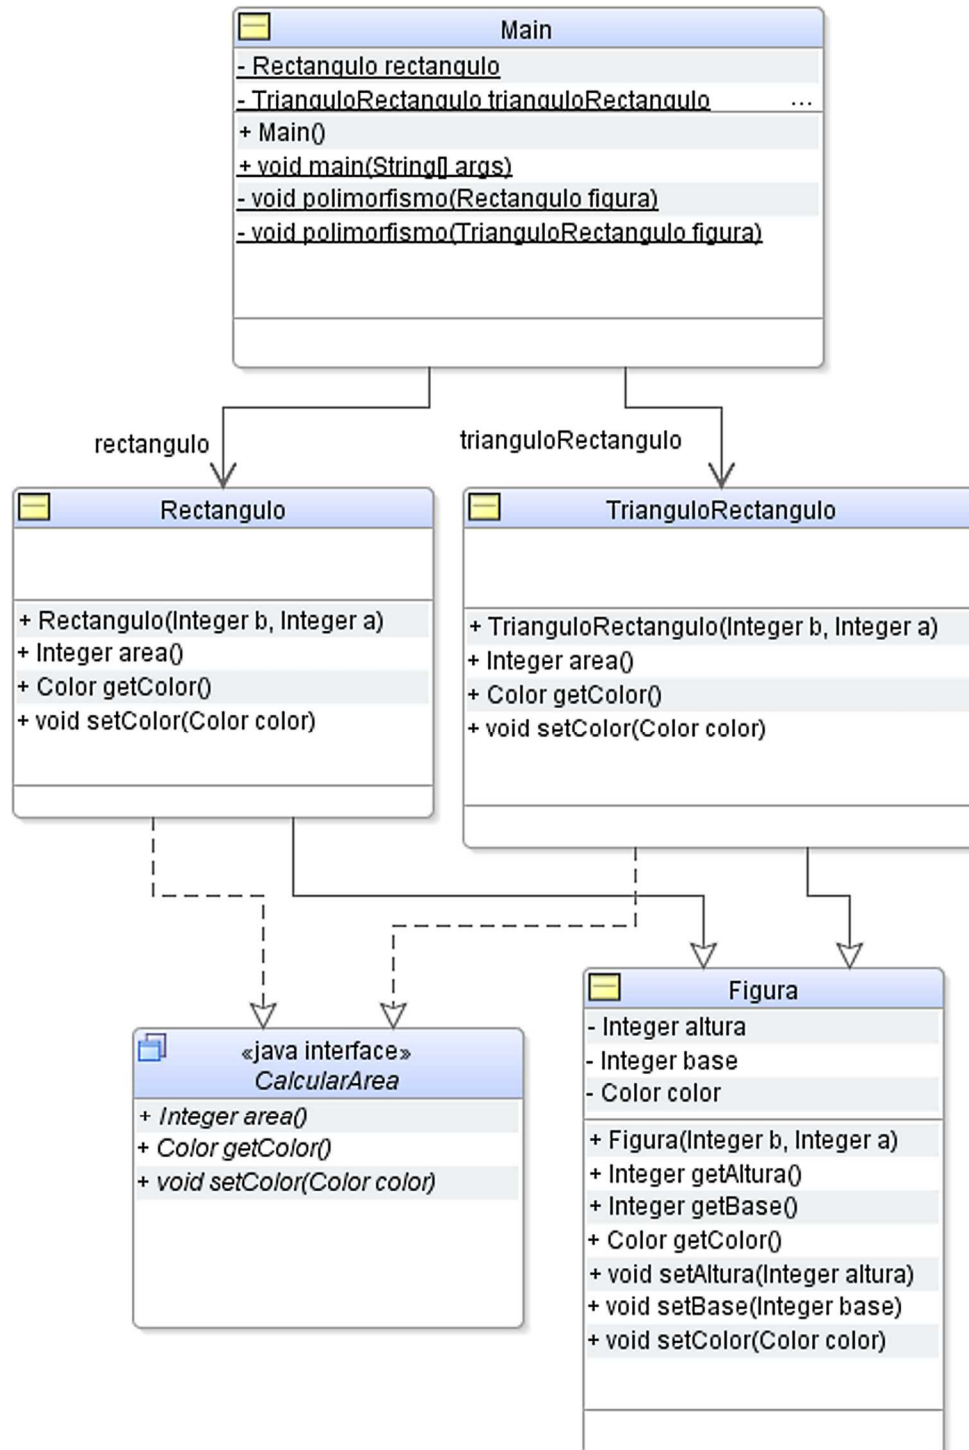 Main
- Rectangulo rectangulo
- TrianguloRectangulo trianguloRectangulo ...
+ Main()
+ void main(String[] args)
- void polimorfismo(Rectangulo figura)
- void polimorfismo(TrianguloRectangulo figura)
rectangulo
trianguloRectangulo
Rectangulo
+ Rectangulo(Integer b, Integer a)
+ Integer area()
+ Color getColor()
+ void setColor(Color color)
TrianguloRectangulo
+ TrianguloRectangulo(Integer b, Integer a)
+ Integer area()
+ Color getColor()
+ void setColor(Color color)
«java interface»
CalcularArea
+ Integer area()
+ Color getColor()
+ void setColor(Color color)
Figura
- Integer altura
- Integer base
- Color color
+ Figura(Integer b, Integer a)
+ Integer getAltura()
+ Integer getBase()
+ Color getColor()
+ void setAltura(Integer altura)
+ void setBase(Integer base)
+ void setColor(Color color)